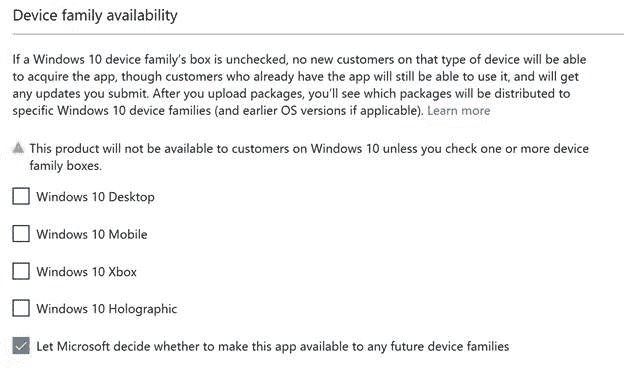 Device family availability
If a Windows 10 device family's box is unchecked, no new customers on that type of device will be able
to acquire the app, though customers who already have the app will still be able to use it, and will get
any updates you submit. After you upload packages, you'll see which packages will be distributed to
specific Windows 10 device families (and earlier OS versions if applicable). Learn more
This product will not be available to customers on Windows 10 unless you check one or more device
family boxes.
Windows 10 Desktop
Windows 10 Mobile
Windows 10 Xbox
Windows 10 Holographic
Let Microsoft decide whether to make this app available to any future device families